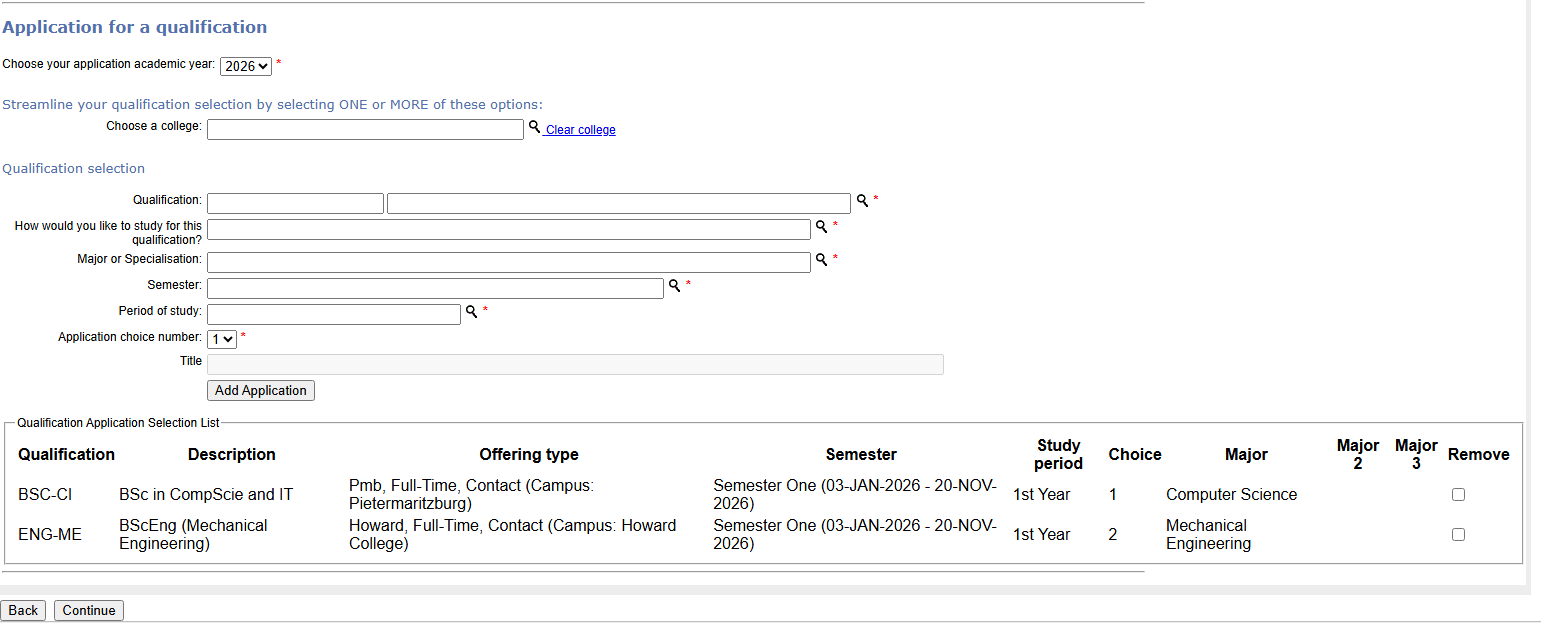 Application for a qualification
Choose your application academic year: 2026 *
Streamline your qualification selection by selecting ONE or MORE of these options:
Choose a college: Clear college
Qualification selection
Qualification: *
How would you like to study for this
qualification? *
Major or Specialisation: *
Semester: *
Period of study: *
Application choice number: 1 *
Title
Add Application
Qualification Application Selection List
Qualification Description Offering type Semester Study period Choice Major Major 2 Major 3 Remove
BSC-CI BSc in CompScie and IT Pmb, Full-Time, Contact (Campus: Pietermaritzburg) Semester One (03-JAN-2026 - 20-NOV-2026) 1st Year 1 Computer Science
ENG-ME BScEng (Mechanical Engineering) Howard, Full-Time, Contact (Campus: Howard College) Semester One (03-JAN-2026 - 20-NOV-2026) 1st Year 2 Mechanical Engineering
Back Continue